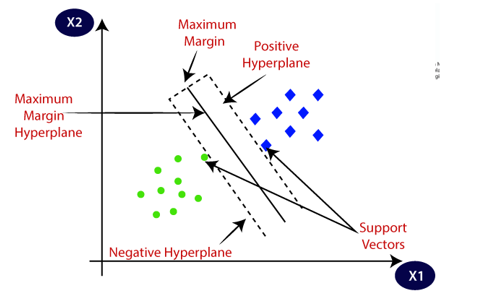 X2
Maximum
Margin
Positive
Hyperplane
Maximum
Margin
Hyperplane
Support
Vectors
Negative Hyperplane
X1